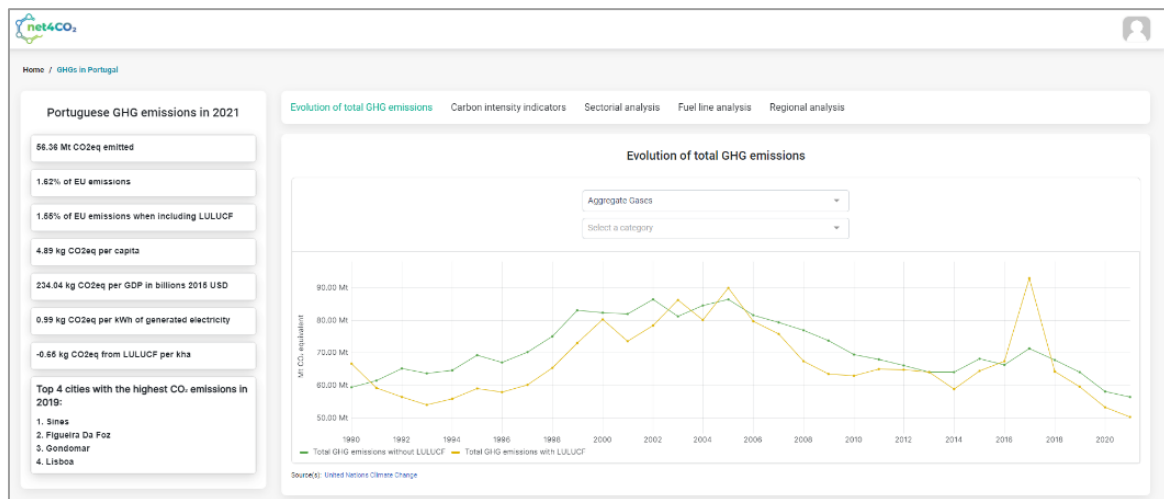 net4CO₂
Home / GHGs in Portugal
Portuguese GHG emissions in 2021
56.36 Mt CO2eq emitted
1.62% of EU emissions
1.55% of EU emissions when including LULUCF
4.89 kg CO2eq per capita
234.04 kg CO2eq per GDP in billions 2015 USD
0.99 kg CO2eq per kWh of generated electricity
-0.66 kg CO2eq from LULUCF per kha
Top 4 cities with the highest CO₂ emissions in
2019:
1. Sines
2. Figueira Da Foz
3. Gondomar
4. Lisboa
Evolution of total GHG emissions Carbon intensity indicators Sectorial analysis Fuel line analysis Regional analysis
Evolution of total GHG emissions
Aggregate Gases
Select a category
Mt CO₂ equivalent
90.00 Mt
80.00 Mt
70.00 Mt
60.00 Mt
50.00 Mt
1990 1992 1994 1996 1998 2000 2002 2004 2006 2008 2010 2012 2014 2016 2018 2020
Total GHG emissions without LULUCF Total GHG emissions with LULUCF
Source(s): United Nations Climate Change